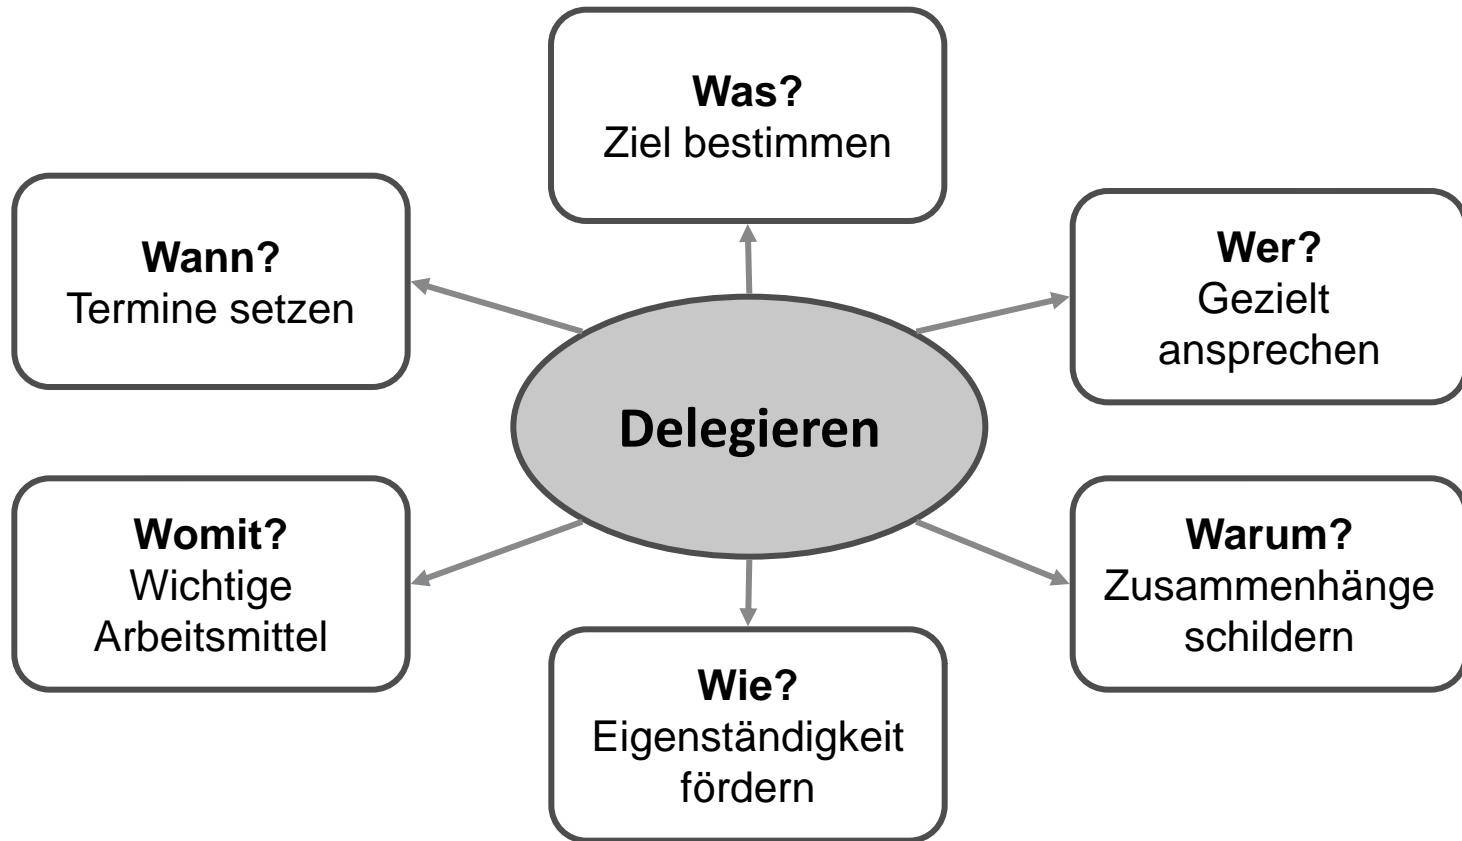 Was?
Ziel bestimmen
Wann?
Termine setzen
Wer?
Gezielt
ansprechen
Delegieren
Womit?
Wichtige
Arbeitsmittel
Warum?
Zusammenhänge
schildern
Wie?
Eigenständigkeit
fördern